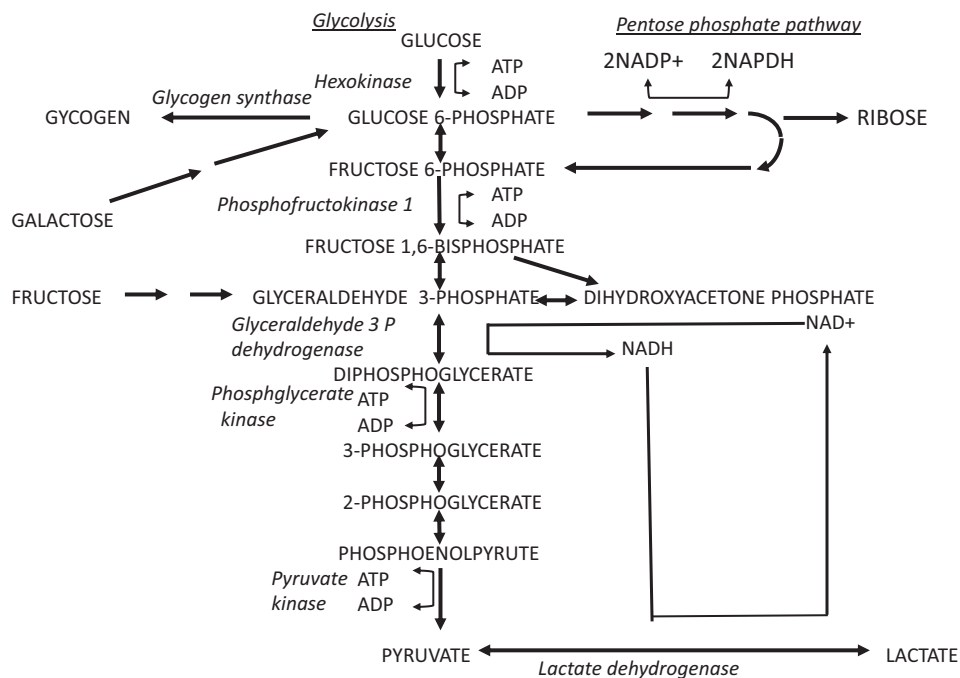 Glycolysis
Pentose phosphate pathway
GLUCOSE
2NADP+ 2NAPDH
Hexokinase
ATP
ADP
Glycogen synthase
GYCOGEN
GLUCOSE 6-PHOSPHATE
RIBOSE
FRUCTOSE 6-PHOSPHATE
ATP
Phosphofructokinase 1
ADP
GALACTOSE
FRUCTOSE 1,6-BISPHOSPHATE
FRUCTOSE
GLYCERALDEHYDE 3-PHOSPHATE
DIHYDROXYACETONE PHOSPHATE
Glyceraldehyde 3 P
dehydrogenase
NAD+
NADH
DIPHOSPHOGLYCERATE
Phosphglycerate
kinase
ATP
ADP
3-PHOSPHOGLYCERATE
2-PHOSPHOGLYCERATE
PHOSPHOENOLPYRUTE
Pyruvate
kinase
ATP
ADP
PYRUVATE
LACTATE
Lactate dehydrogenase